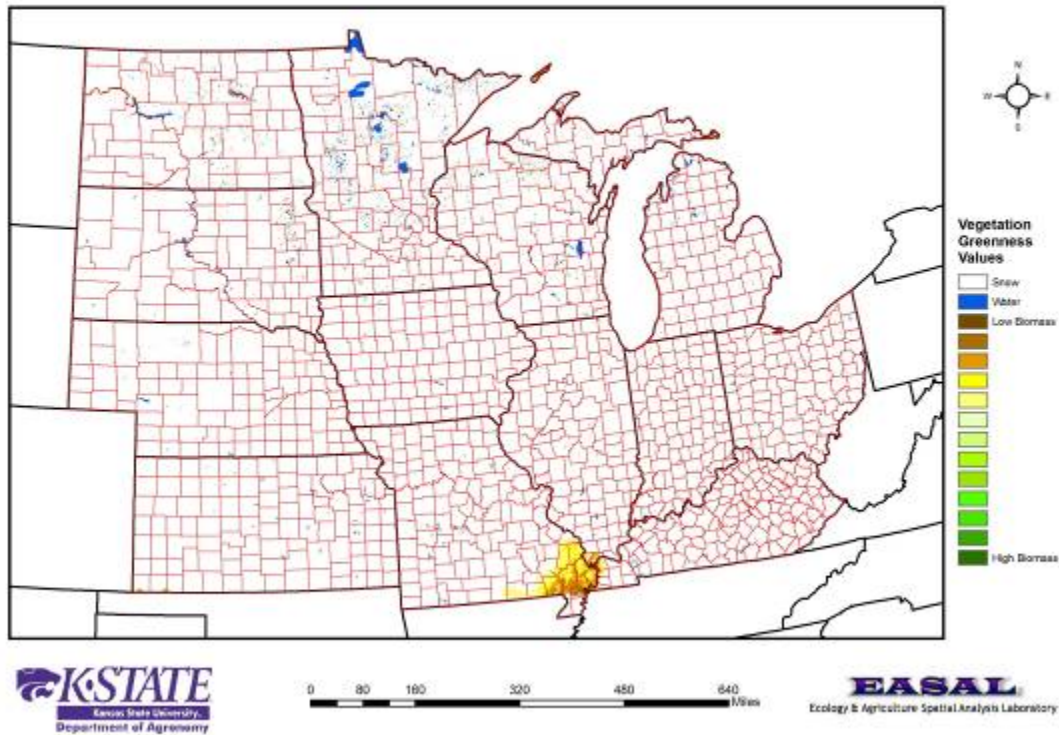 N
W
E
S
Vegetation
Greenness
Values
Snow
Water
Low Biomass
High Biomass
K-STATE
Kansas State University.
Department of Agronomy
0 80 160 320 480 640
Miles
EASAL
Ecology & Agriculture Spatial Analysis Laboratory